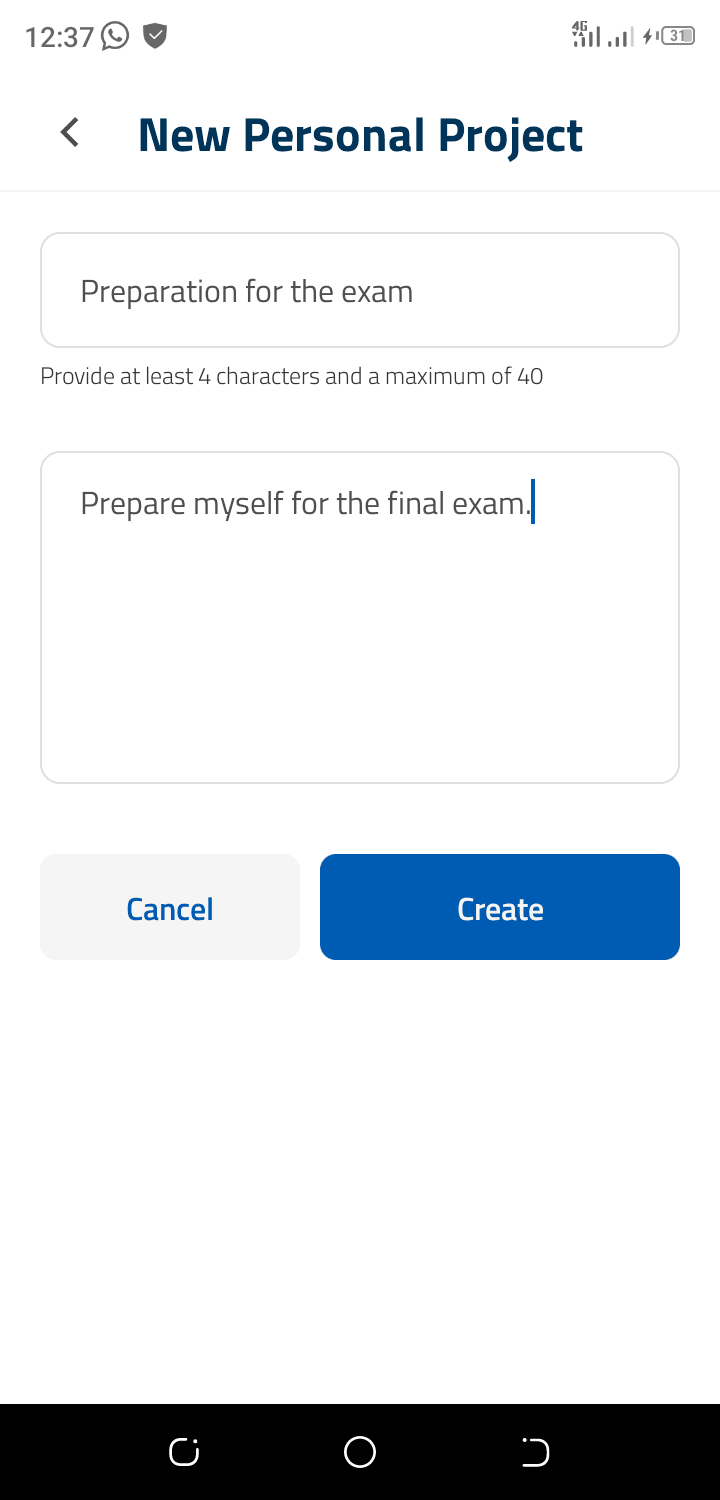 12:37
4G
31
New Personal Project
Preparation for the exam
Provide at least 4 characters and a maximum of 40
Prepare myself for the final exam.
Cancel
Create